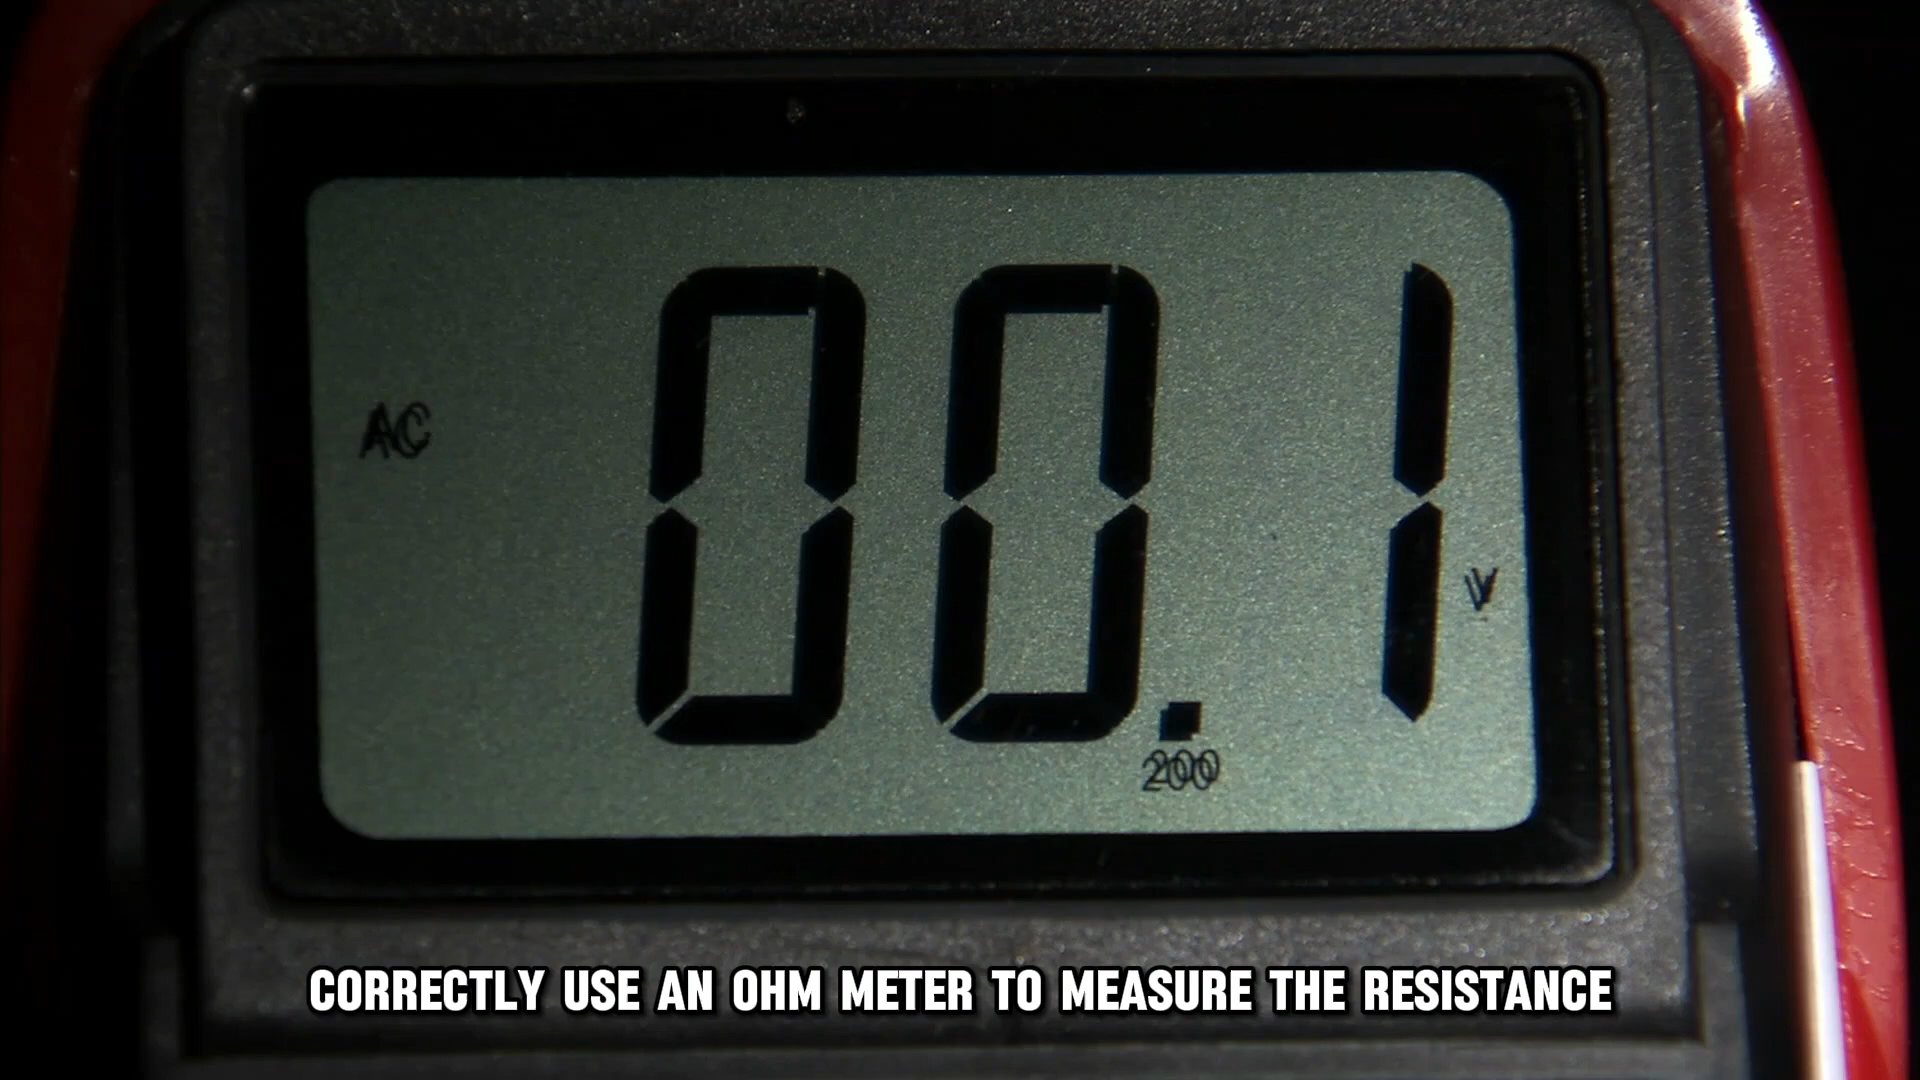 AC
00.1
V
200
CORRECTLY USE AN OHM METER TO MEASURE THE RESISTANCE